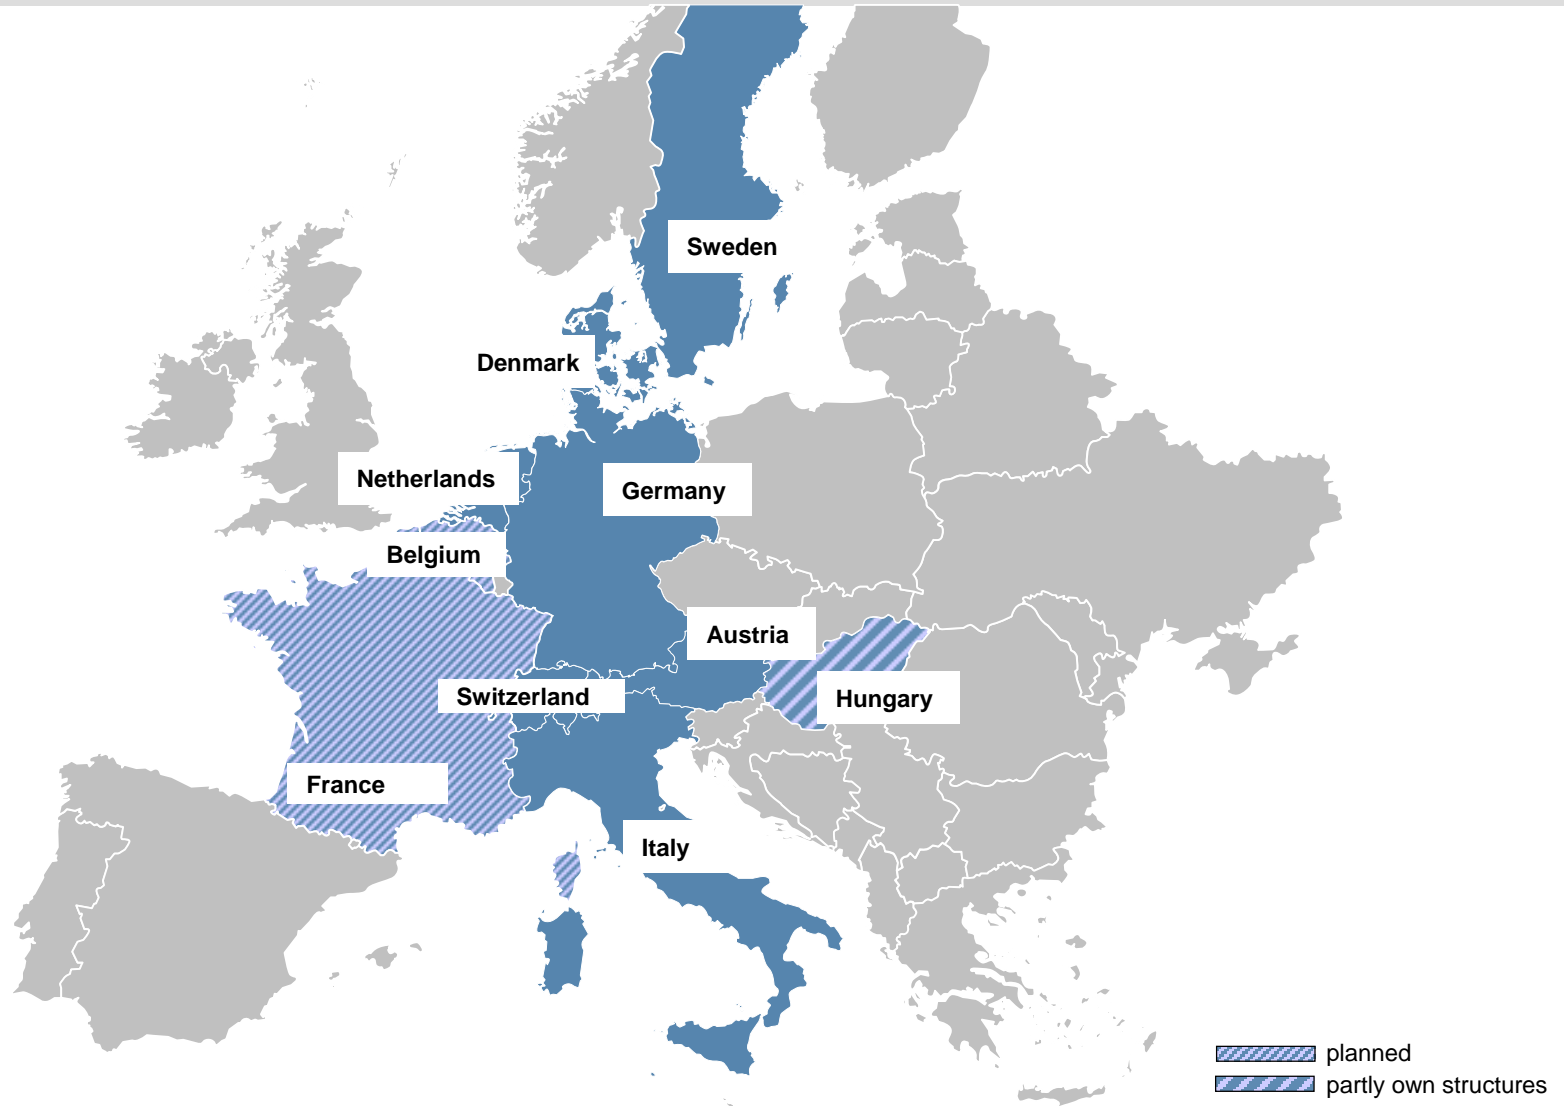 Sweden
Denmark
Netherlands
Germany
Belgium
Austria
Switzerland
Hungary
France
Italy
planned
partly own structures